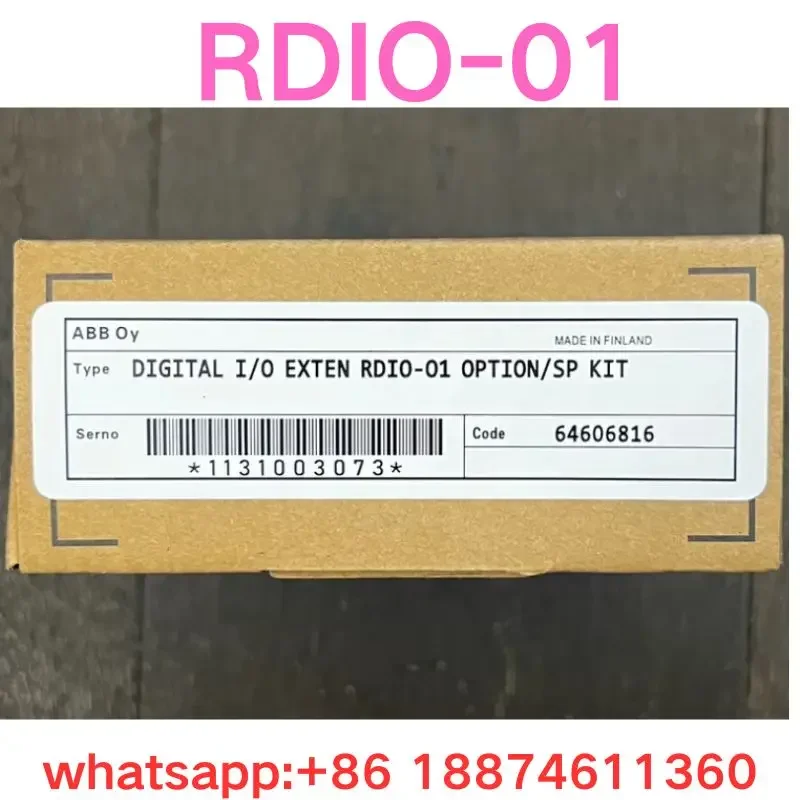 RDIO-01
ABB Oy
MADE IN FINLAND
Type DIGITAL I/O EXTEN RDIO-01 OPTION/SP KIT
Serno
Code 64606816
*1131003073*
whatsapp:+86 18874611360